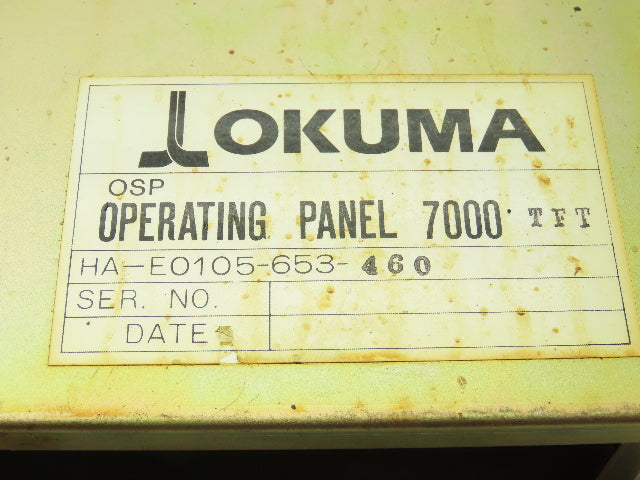 OKUMA
OSP
OPERATING PANEL 7000 TFT
HA-E0105-653-460
SER. NO.
DATE